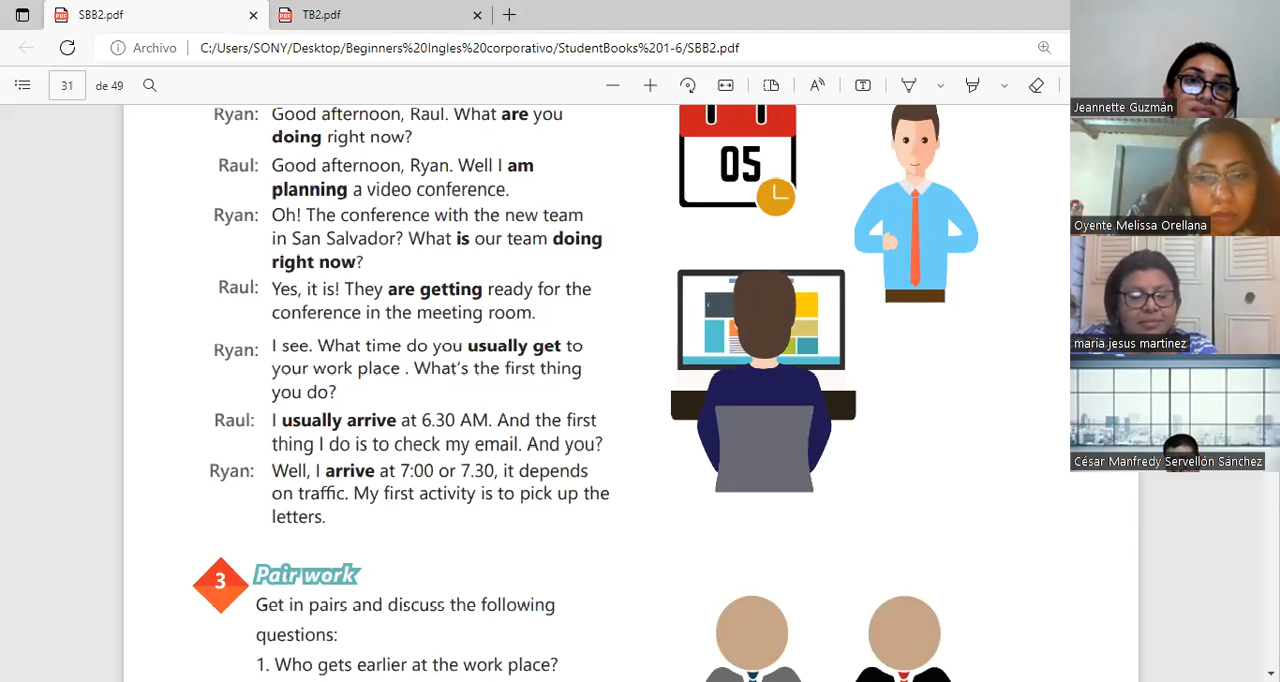 SBB2.pdf
TB2.pdf
Archivo
C:/Users/SONY/Desktop/Beginners%20Ingles%20corporativo/StudentBooks%201-6/SBB2.pdf
31 de 49
Ryan: Good afternoon, Raul. What are you
doing right now?
Raul: Good afternoon, Ryan. Well I am
planning a video conference.
Ryan: Oh! The conference with the new team
in San Salvador? What is our team doing
right now?
Raul: Yes, it is! They are getting ready for the
conference in the meeting room.
Ryan: I see. What time do you usually get to
your work place . What's the first thing
you do?
Raul: I usually arrive at 6.30 AM. And the first
thing I do is to check my email. And you?
Ryan: Well, I arrive at 7:00 or 7.30, it depends
on traffic. My first activity is to pick up the
letters.
05
3 Pair work
Get in pairs and discuss the following
questions:
1. Who gets earlier at the work place?
Jeannette Guzmán
Oyente Melissa Orellana
maria jesus martinez
César Manfredy Servellón Sánchez